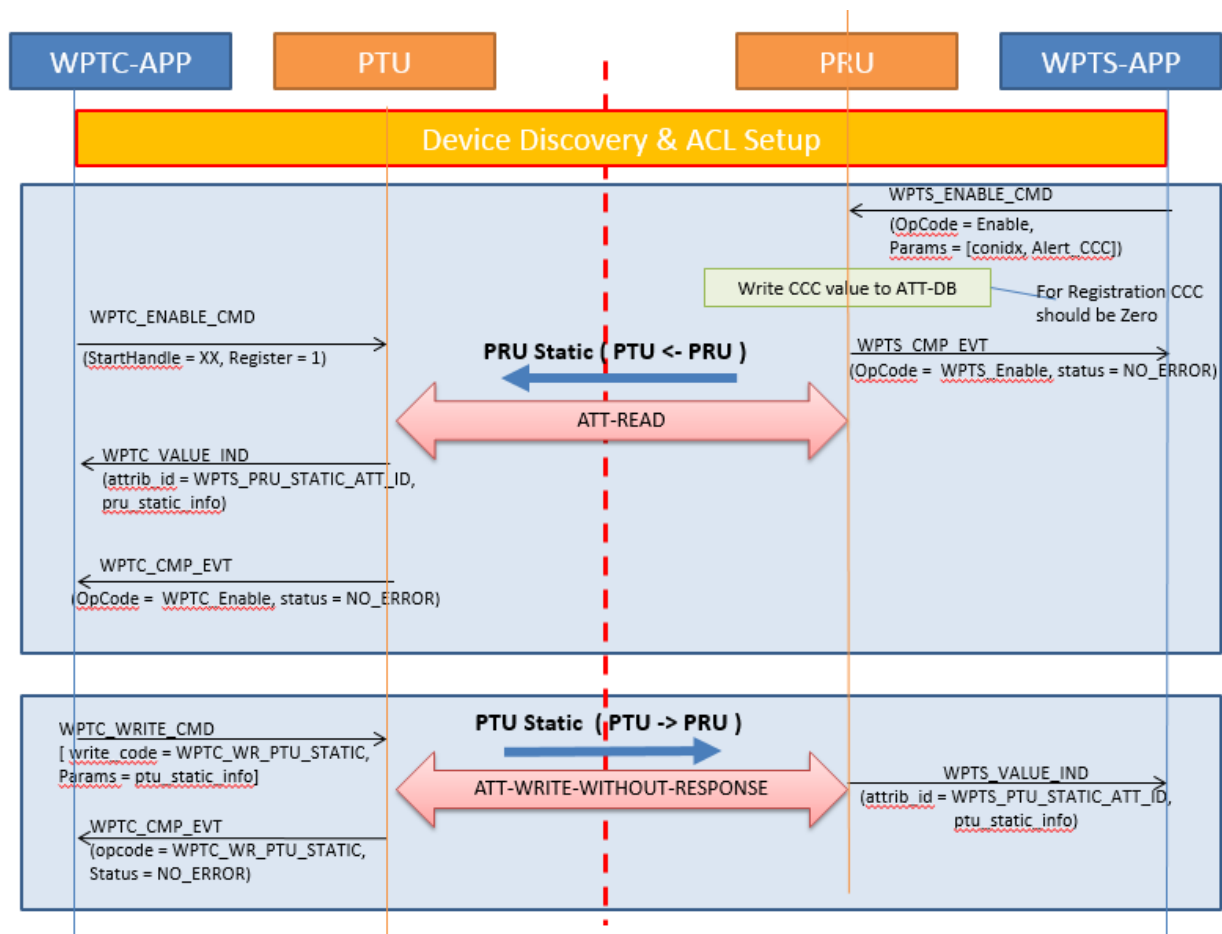 WPTC-APP
PTU
PRU
WPTS-APP
Device Discovery & ACL Setup
WPTS_ENABLE_CMD
(OpCode = Enable,
Params = [conidx, Alert_CCC])
Write CCC value to ATT-DB
For Registration CCC
should be Zero
WPTC_ENABLE_CMD
(StartHandle = XX, Register = 1)
PRU Static ( PTU <- PRU )
WPTS_CMP_EVT
(OpCode = WPTS_Enable, status = NO_ERROR)
ATT-READ
WPTC_VALUE_IND
(attrib_id = WPTS_PRU_STATIC_ATT_ID,
pru_static_info)
WPTC_CMP_EVT
(OpCode = WPTC_Enable, status = NO_ERROR)
PTU Static ( PTU -> PRU )
WPTC_WRITE_CMD
[ write_code = WPTC_WR_PTU_STATIC,
Params = ptu_static_info]
ATT-WRITE-WITHOUT-RESPONSE
WPTS_VALUE_IND
(attrib_id = WPTS_PTU_STATIC_ATT_ID,
ptu_static_info)
WPTC_CMP_EVT
(opcode = WPTC_WR_PTU_STATIC,
Status = NO_ERROR)